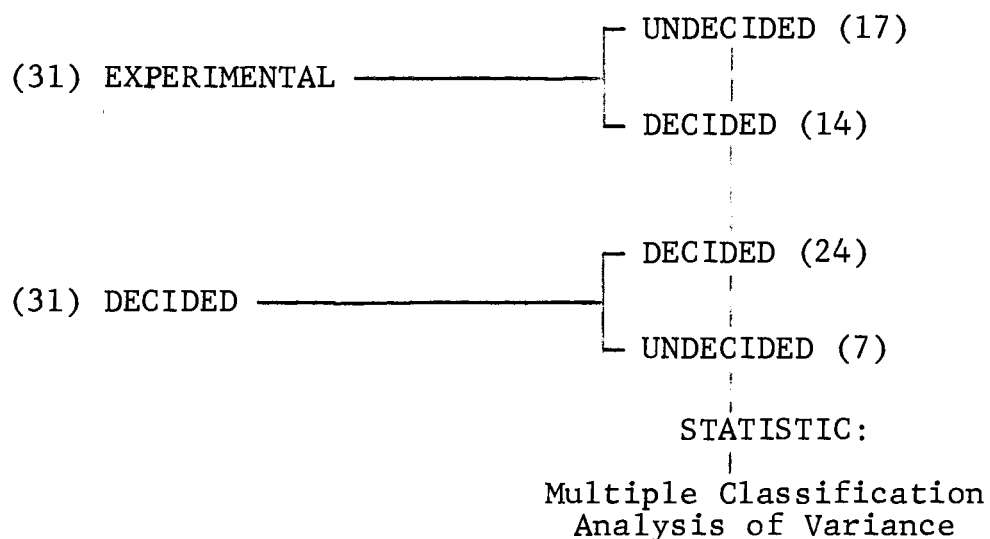 UNDECIDED (17)
(31) EXPERIMENTAL
DECIDED (14)
DECIDED (24)
(31) DECIDED
UNDECIDED (7)
STATISTIC:
Multiple Classification
Analysis of Variance